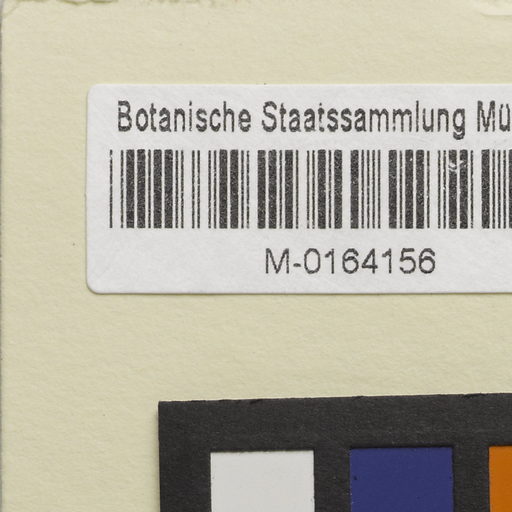 Botanische Staatssammlung Mü
M-0164156